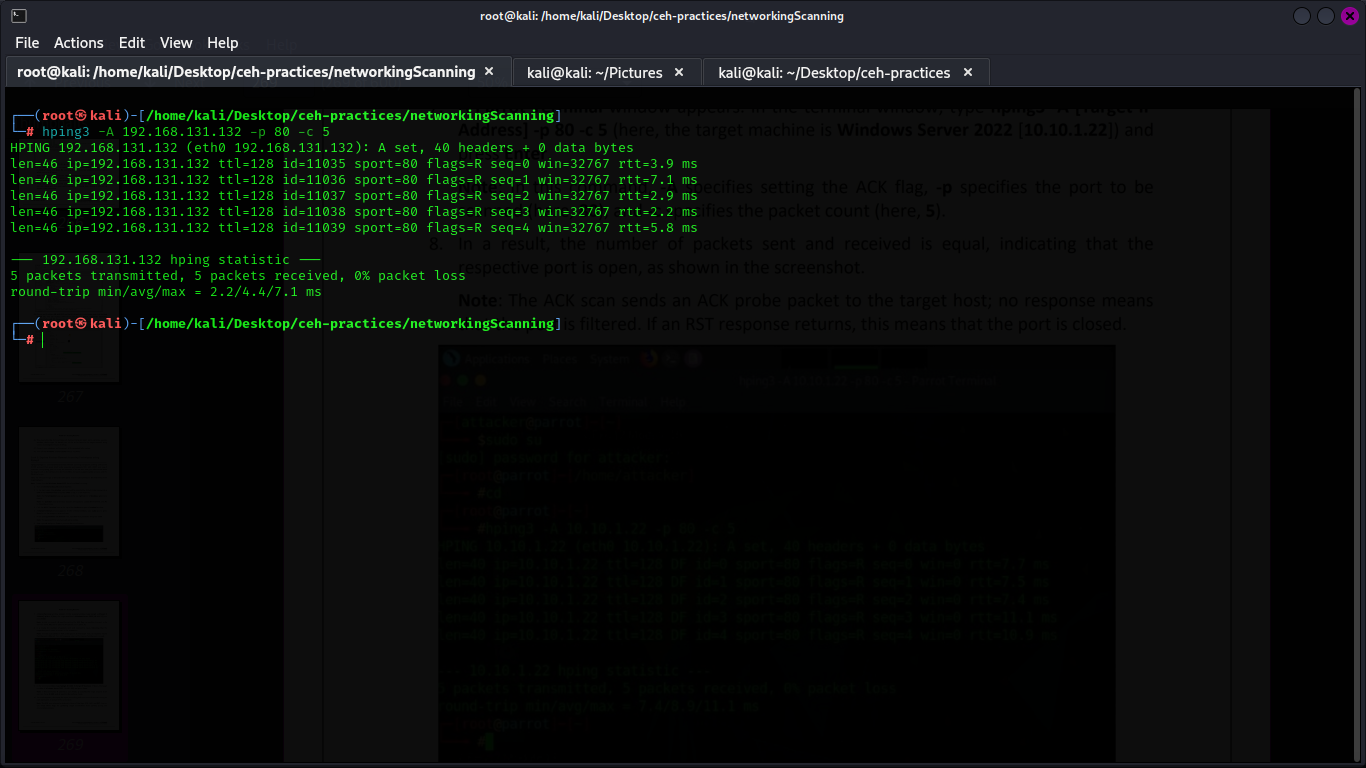 root@kali: /home/kali/Desktop/ceh-practices/networkingScanning
File Actions Edit View Help
root@kali: /home/kali/Desktop/ceh-practices/networkingScanning × kali@kali: ~/Pictures × kali@kali: ~/Desktop/ceh-practices ×
┌──(root㉿kali)-[/home/kali/Desktop/ceh-practices/networkingScanning]
└─# hping3 -A 192.168.131.132 -p 80 -c 5
Address] -p 80 -c 5 (here, the target machine is Windows Server 2022 [10.10.1.22]) and
HPING 192.168.131.132 (eth0 192.168.131.132): A set, 40 headers + 0 data bytes
len=46 ip=192.168.131.132 ttl=128 id=11035 sport=80 flags=R seq=0 win=32767 rtt=3.9 ms
len=46 ip=192.168.131.132 ttl=128 id=11036 sport=80 flags=R seq=1 win=32767 rtt=7.1 ms
specifies setting the ACK flag, -p specifies the port to be
len=46 ip=192.168.131.132 ttl=128 id=11037 sport=80 flags=R seq=2 win=32767 rtt=2.9 ms
len=46 ip=192.168.131.132 ttl=128 id=11038 sport=80 flags=R seq=3 win=32767 rtt=2.2 ms
the packet count (here, 5).
len=46 ip=192.168.131.132 ttl=128 id=11039 sport=80 flags=R seq=4 win=32767 rtt=5.8 ms
8. In a result, the number of packets sent and received is equal, indicating that the
respective port is open, as shown in the screenshot.
--- 192.168.131.132 hping statistic ---
5 packets transmitted, 5 packets received, 0% packet loss
round-trip min/avg/max = 2.2/4.4/7.1 ms
Note: The ACK scan sends an ACK probe packet to the target host; no response means
is filtered. If an RST response returns, this means that the port is closed.
┌──(root㉿kali)-[/home/kali/Desktop/ceh-practices/networkingScanning]
└─#
267
268
269